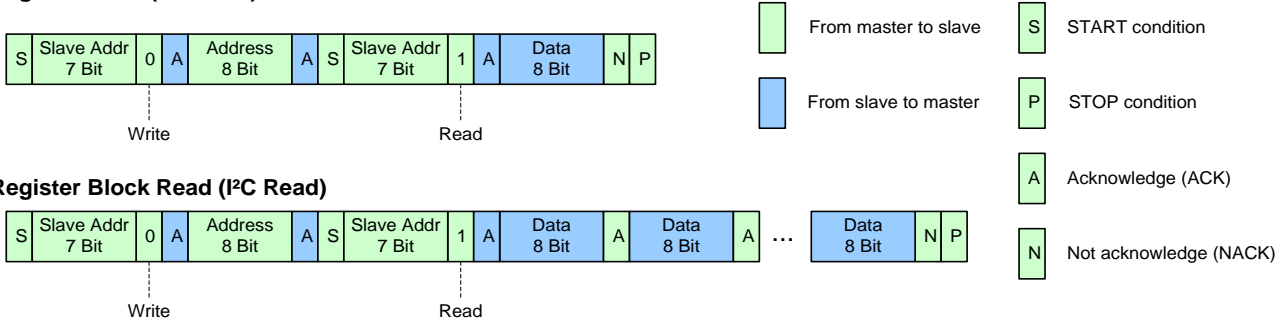 S Slave Addr 7 Bit 0 A Address 8 Bit A S Slave Addr 7 Bit 1 A Data 8 Bit N P
Write Read
Register Block Read (I²C Read)
S Slave Addr 7 Bit 0 A Address 8 Bit A S Slave Addr 7 Bit 1 A Data 8 Bit A Data 8 Bit A ... Data 8 Bit N P
Write Read
From master to slave
From slave to master
S START condition
P STOP condition
A Acknowledge (ACK)
N Not acknowledge (NACK)